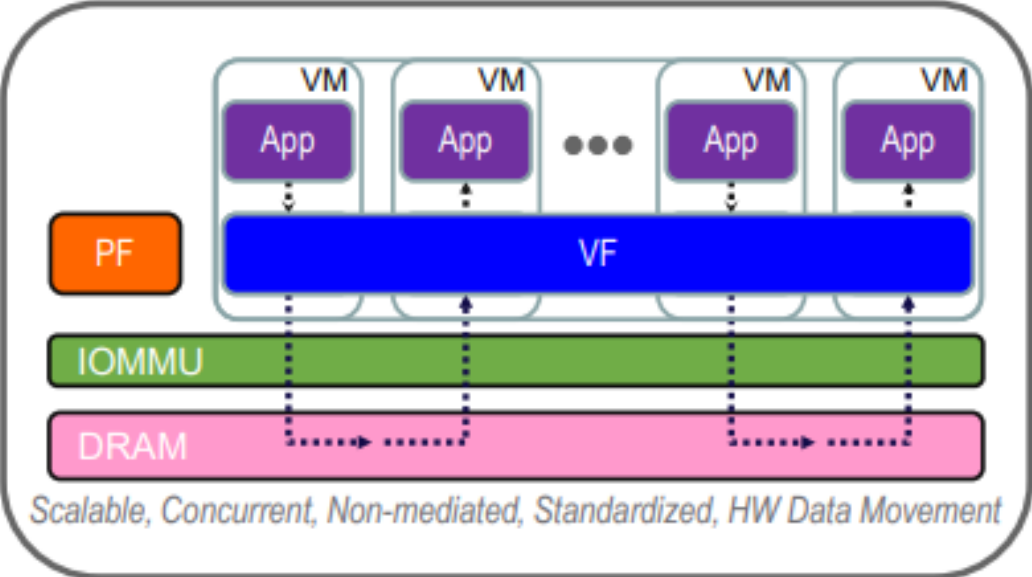 VM VM VM VM
App App App App
PF VF
IOMMU
DRAM
Scalable, Concurrent, Non-mediated, Standardized, HW Data Movement